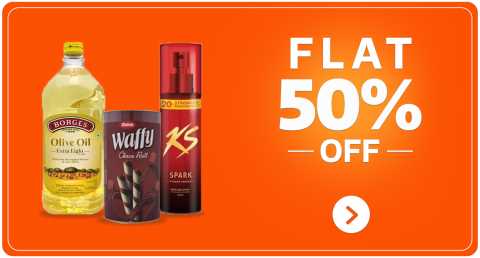 FLAT
50%
OFF
BORGES
Olive Oil
Extra Light
Waffy
Choco Roll
KS
SPARK